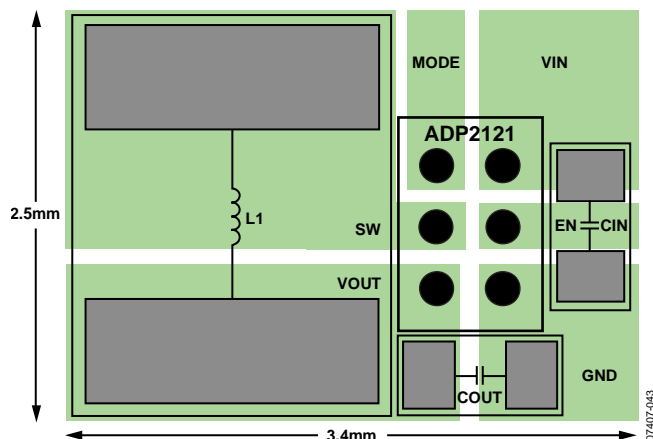 MODE
VIN
ADP2121
2.5mm
L1
SW
EN
CIN
VOUT
GND
COUT
3.4mm
07407-043